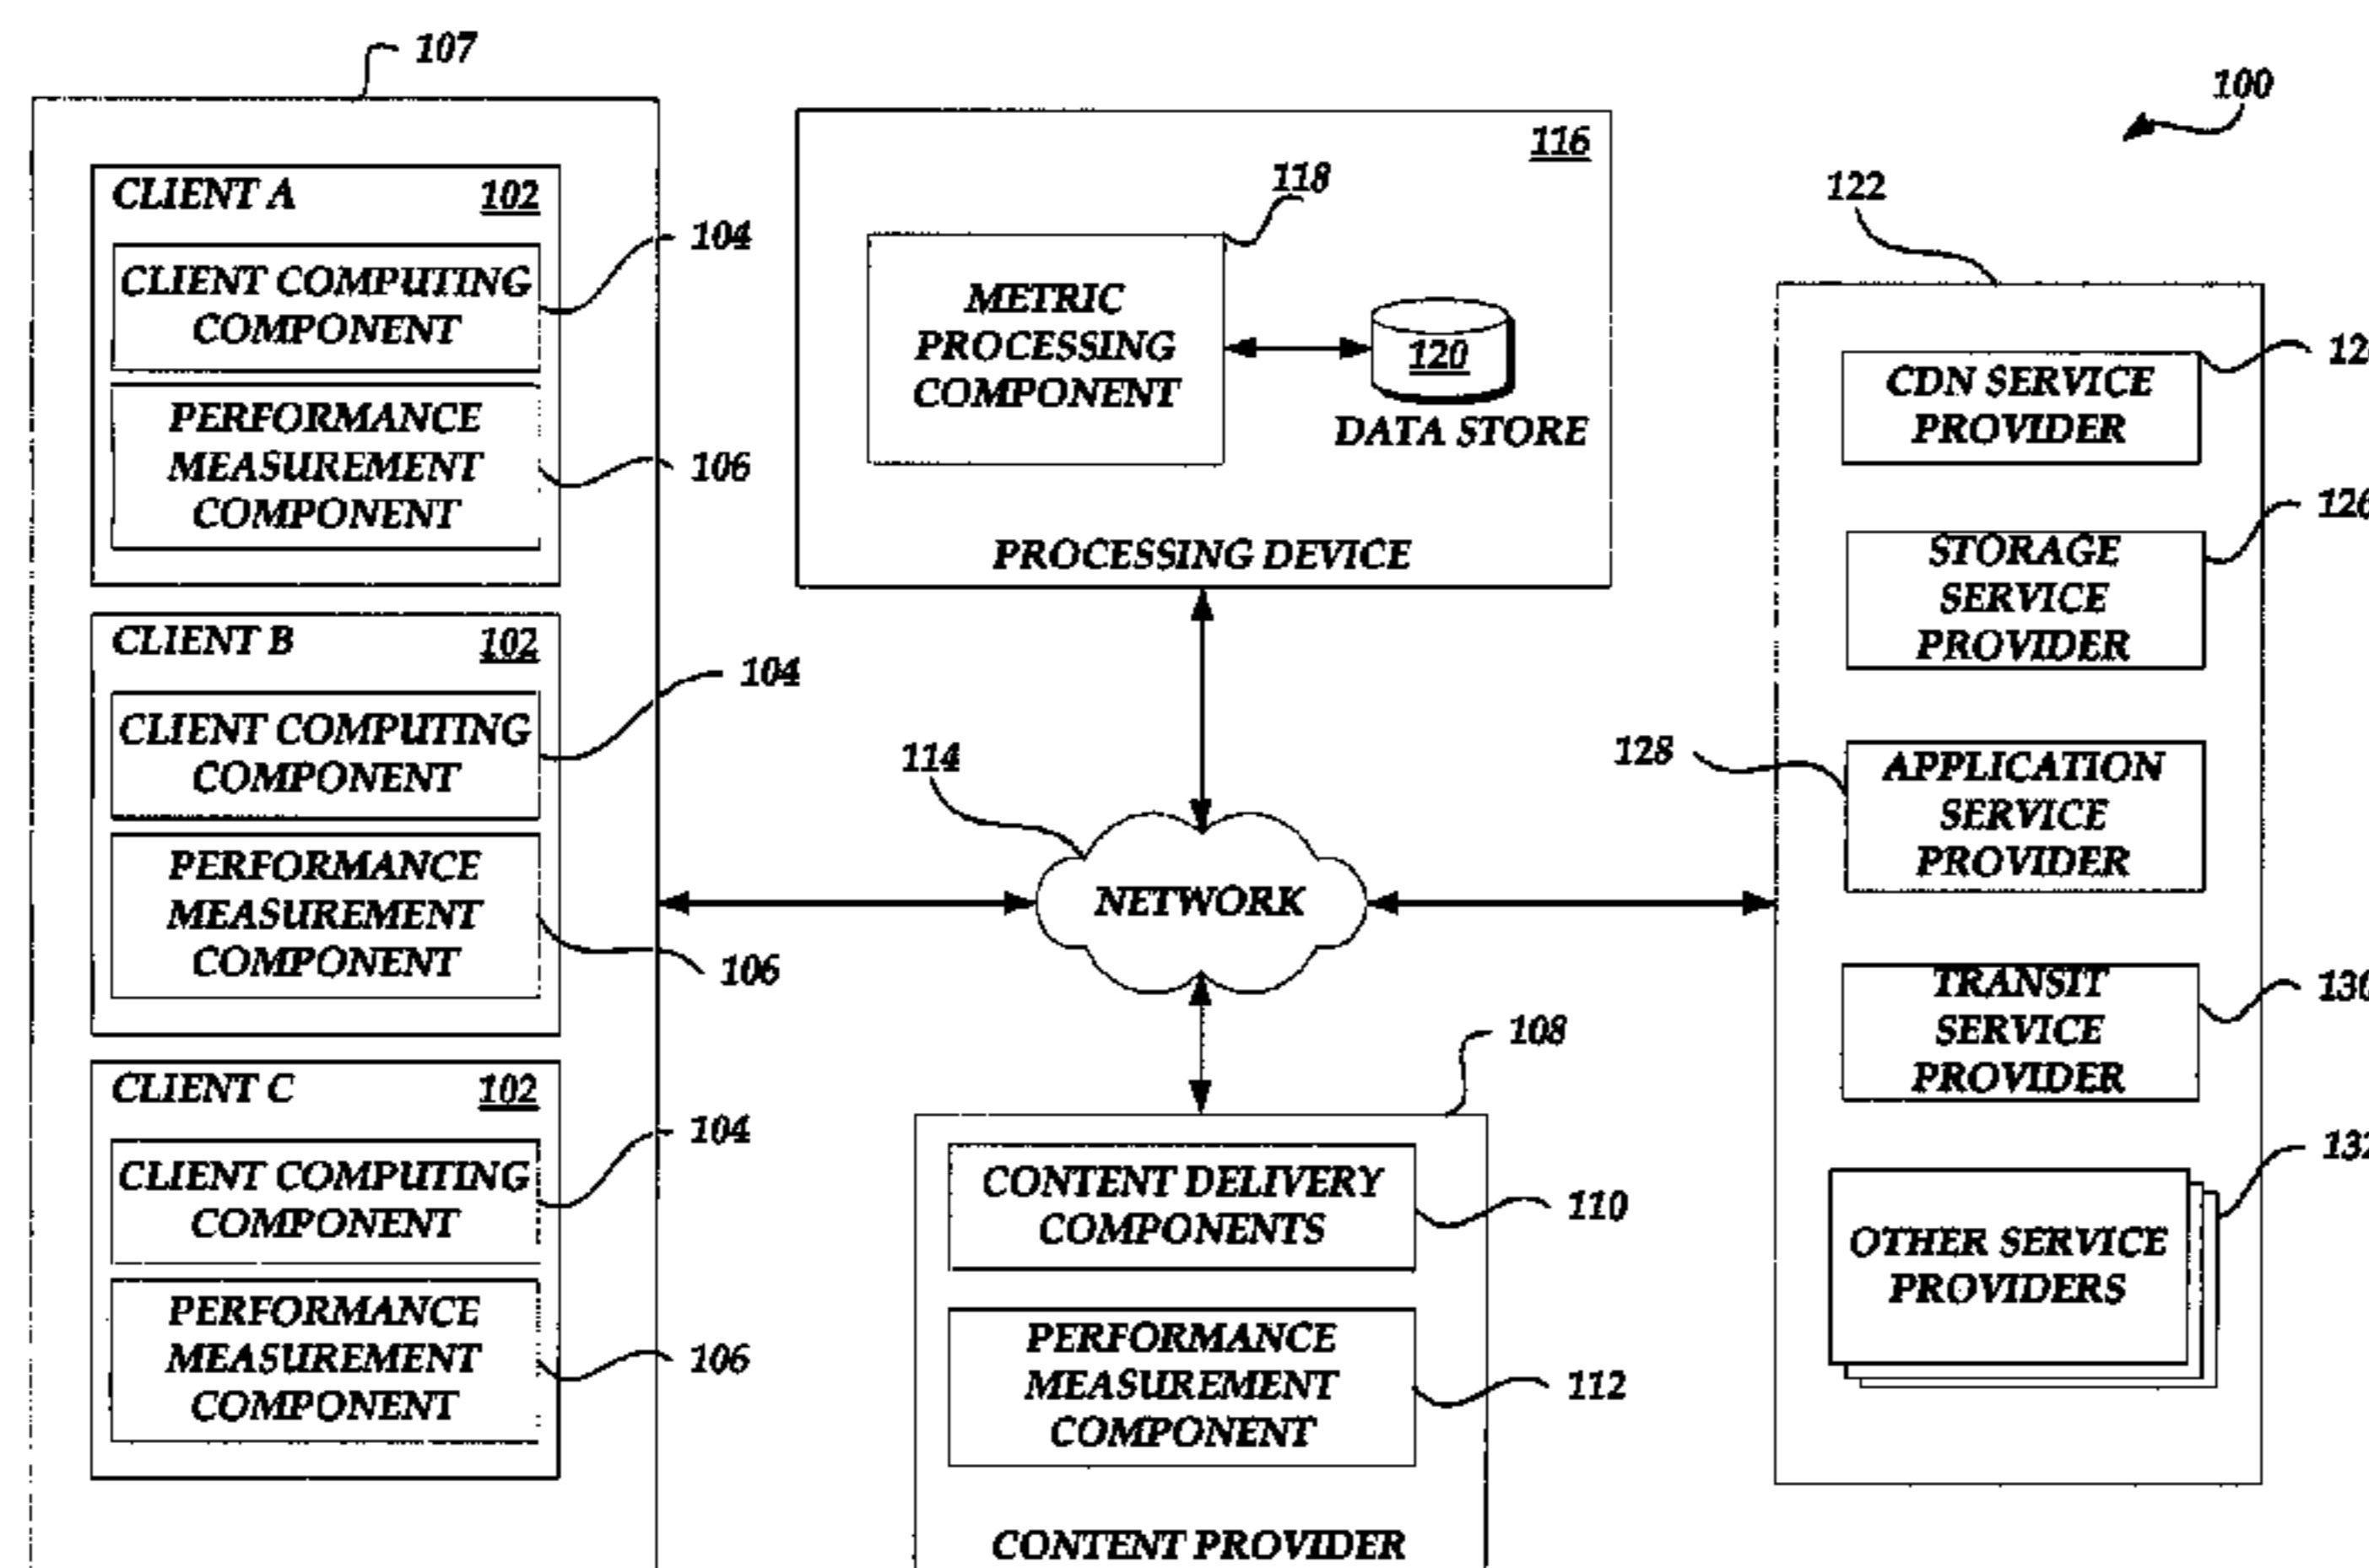 107
CLIENT A 102
104
CLIENT COMPUTING
COMPONENT
PERFORMANCE
MEASUREMENT
COMPONENT
106
CLIENT B 102
104
CLIENT COMPUTING
COMPONENT
PERFORMANCE
MEASUREMENT
COMPONENT
106
CLIENT C 102
104
CLIENT COMPUTING
COMPONENT
PERFORMANCE
MEASUREMENT
COMPONENT
106
116
118
METRIC
PROCESSING
COMPONENT
120
DATA STORE
PROCESSING DEVICE
114
NETWORK
108
CONTENT DELIVERY
COMPONENTS
110
PERFORMANCE
MEASUREMENT
COMPONENT
112
CONTENT PROVIDER
100
122
CDN SERVICE
PROVIDER
STORAGE
SERVICE
PROVIDER
126
128
APPLICATION
SERVICE
PROVIDER
TRANSIT
SERVICE
PROVIDER
130
OTHER SERVICE
PROVIDERS
132